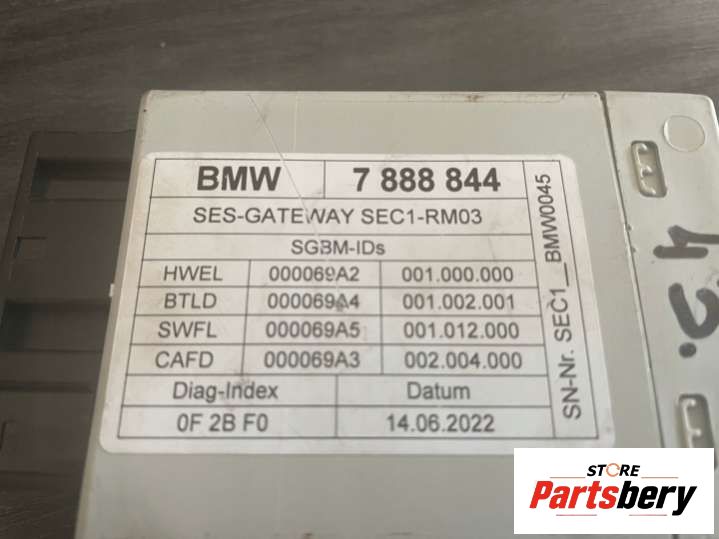 BMW 7 888 844
SES-GATEWAY SEC1-RM03
SGBM-IDs
HWEL 000069A2 001.000.000
BTLD 000069A4 001.002.001
SWFL 000069A5 001.012.000
CAFD 000069A3 002.004.000
Diag-Index Datum
0F 2B F0 14.06.2022
SN-Nr. SEC1__BMW0045
45.
STORE
Partsbery